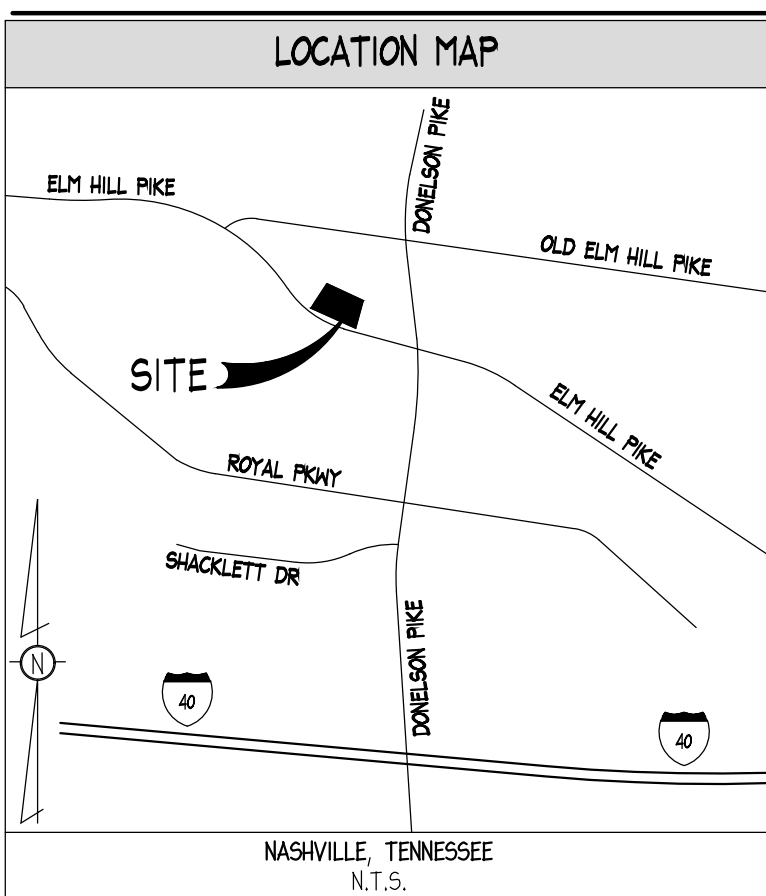 LOCATION MAP
DONELSON PIKE
ELM HILL PIKE
OLD ELM HILL PIKE
SITE
ELM HILL PIKE
ROYAL PKWY
SHACKLETT DR
DONELSON PIKE
N
40
40
NASHVILLE, TENNESSEE
N.T.S.